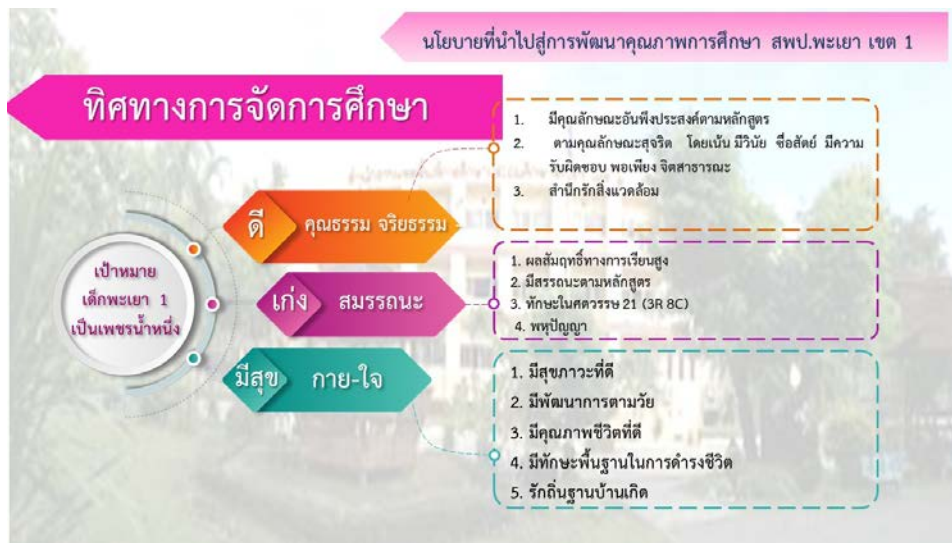 นโยบายที่นำไปสู่การพัฒนาคุณภาพการศึกษา สพป.พะเยา เขต 1
ทิศทางการจัดการศึกษา
เป้าหมาย
เด็กพะเยา 1
เป็นเพชรน้ำหนึ่ง
ดี คุณธรรม จริยธรรม
1. มีคุณลักษณะอันพึงประสงค์ตามหลักสูตร
2. ตามคุณลักษณะสุจริต โดยเน้น มีวินัย ซื่อสัตย์ มีความ
รับผิดชอบ พอเพียง จิตสาธารณะ
3. สำนึกรักสิ่งแวดล้อม
เก่ง สมรรถนะ
1. ผลสัมฤทธิ์ทางการเรียนสูง
2. มีสรรถนะตามหลักสูตร
3. ทักษะในศตวรรษ 21 (3R 8C)
4. พหุปัญญา
มีสุข กาย-ใจ
1. มีสุขภาวะที่ดี
2. มีพัฒนาการตามวัย
3. มีคุณภาพชีวิตที่ดี
4. มีทักษะพื้นฐานในการดำรงชีวิต
5. รักถิ่นฐานบ้านเกิด